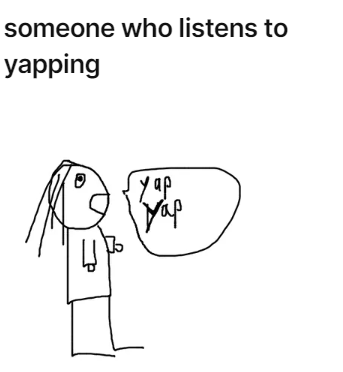 someone who listens to
yapping
yap
yap